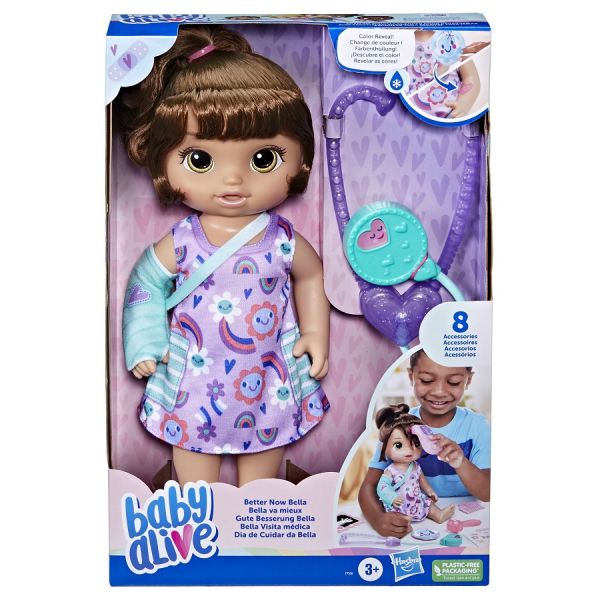 baby
alive
Color Reveal!
Change de couleur !
Farbenthüllung!
¡Descubre el color!
Revelar as cores!
8
Accessories
Accessoires
Accesorios
Acessórios
Better Now Bella
Bella va mieux
Gute Besserung Bella
Bella Visita médica
Dia de Cuidar da Bella
baby
alive
3+
Hasbro
PLASTIC-FREE
PACKAGING